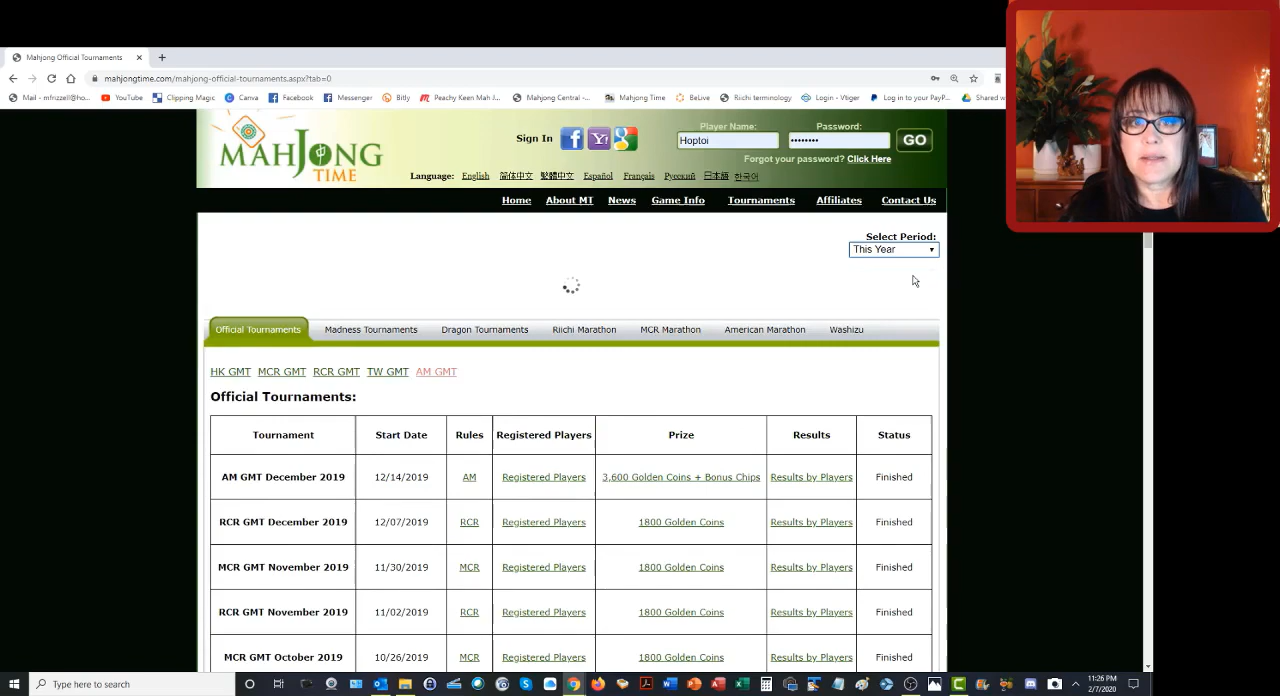 Mahjong Official Tournaments
mahjongtime.com/mahjong-official-tournaments.aspx?tab=0
Mail - mfrizzell@ho... YouTube Clipping Magic Canva Facebook Messenger Bitly Peachy Keen Mah J... Mahjong Central -... Mahjong Time BeLive Riichi terminology Login - Vtiger Log in to your PayP... Shared w
MAHJONG TIME
Sign In
Player Name: Password:
Hoptoi •••••••• GO
Forgot your password? Click Here
Language: English 简体中文 繁體中文 Español Français Русский 日本語 한국어
Home About MT News Game Info Tournaments Affiliates Contact Us
Select Period:
This Year
Official Tournaments Madness Tournaments Dragon Tournaments Riichi Marathon MCR Marathon American Marathon Washizu
HK GMT MCR GMT RCR GMT TW GMT AM GMT
Official Tournaments:
Tournament Start Date Rules Registered Players Prize Results Status
AM GMT December 2019 12/14/2019 AM Registered Players 3,600 Golden Coins + Bonus Chips Results by Players Finished
RCR GMT December 2019 12/07/2019 RCR Registered Players 1800 Golden Coins Results by Players Finished
MCR GMT November 2019 11/30/2019 MCR Registered Players 1800 Golden Coins Results by Players Finished
RCR GMT November 2019 11/02/2019 RCR Registered Players 1800 Golden Coins Results by Players Finished
MCR GMT October 2019 10/26/2019 MCR Registered Players 1800 Golden Coins Results by Players Finished
Type here to search
11:26 PM
2/7/2020